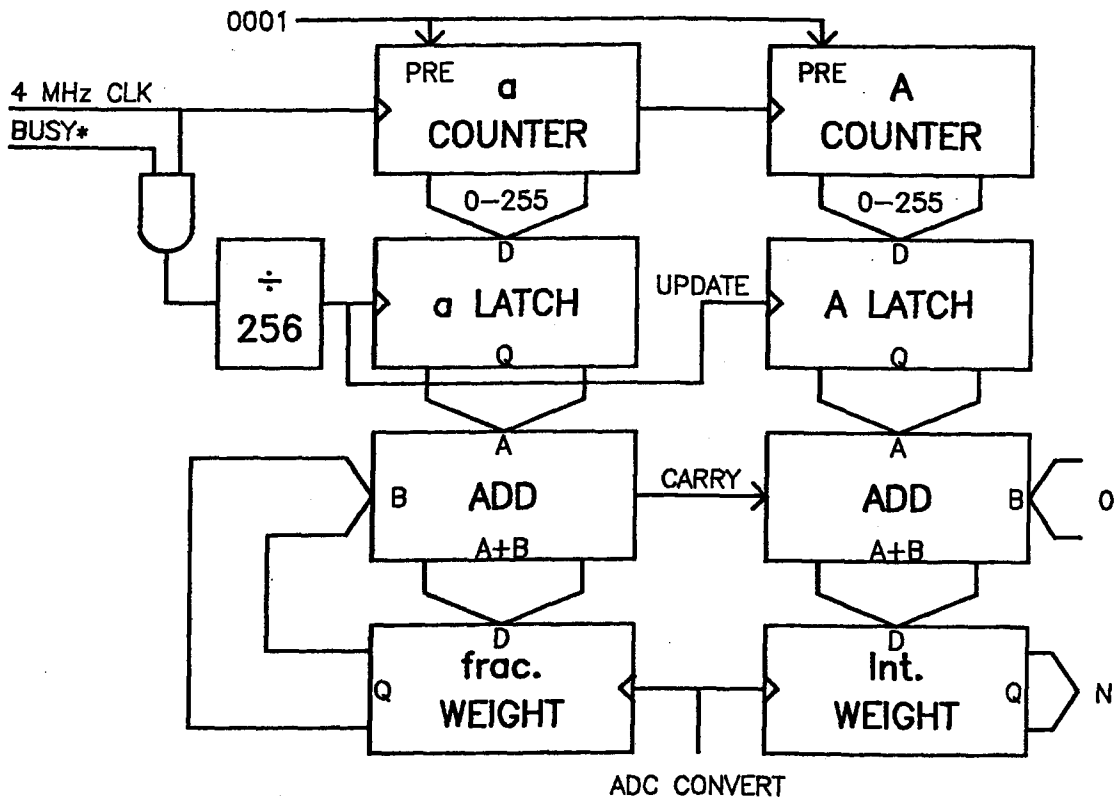 0001
PRE
a
COUNTER
PRE
A
COUNTER
4 MHz CLK
BUSY*
0-255
0-255
÷
256
D
a LATCH
Q
UPDATE
D
A LATCH
Q
A
B
ADD
A+B
CARRY
A
ADD
B
A+B
0
D
frac.
Q
WEIGHT
D
Int.
WEIGHT
Q
N
ADC CONVERT